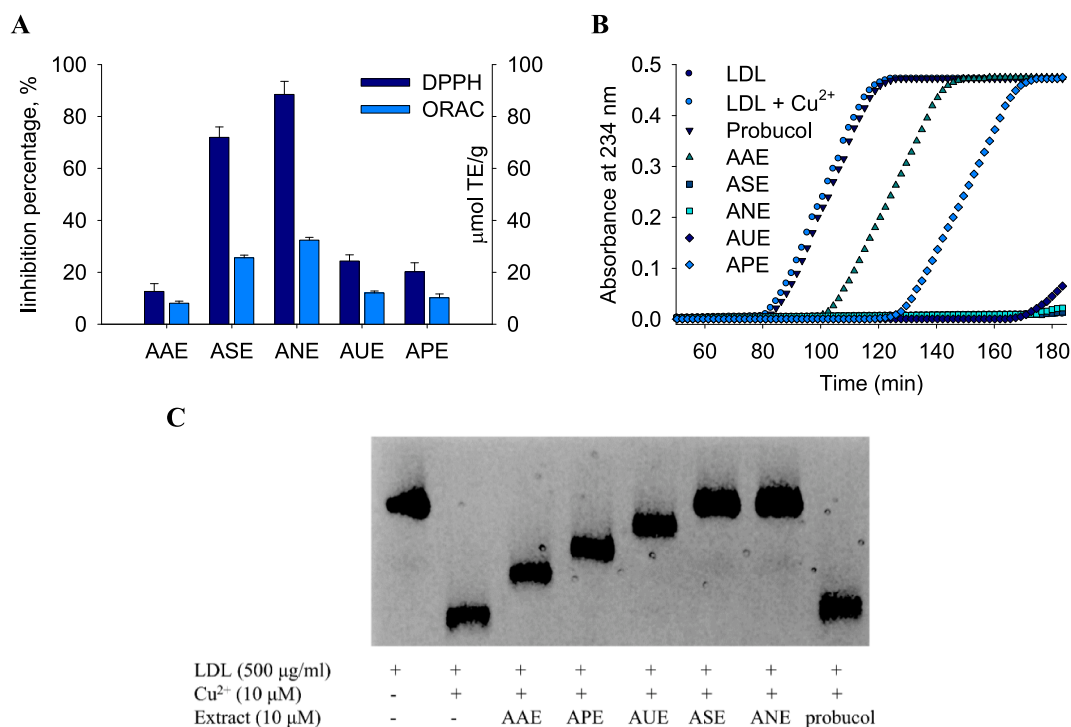 A
100
80
60
40
20
0
Iinhibition percentage, %
DPPH
ORAC
100
80
60
40
20
0
µmol TE/g
AAE ASE ANE AUE APE
B
0.5
0.4
0.3
0.2
0.1
0.0
Absorbance at 234 nm
LDL
LDL + Cu²⁺
Probucol
AAE
ASE
ANE
AUE
APE
60 80 100 120 140 160 180
Time (min)
C
LDL (500 µg/ml) + + + + + + + +
Cu²⁺ (10 µM) - + + + + + + +
Extract (10 µM) - - AAE APE AUE ASE ANE probucol